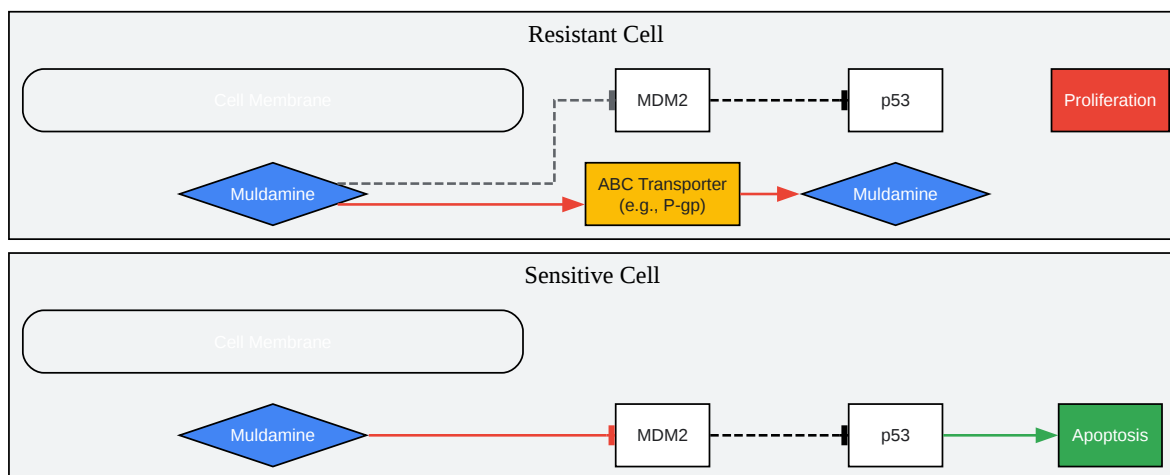 Resistant Cell
Cell Membrane
MDM2
p53
Proliferation
Muldamine
ABC Transporter
(e.g., P-gp)
Muldamine
Sensitive Cell
Cell Membrane
Muldamine
MDM2
p53
Apoptosis